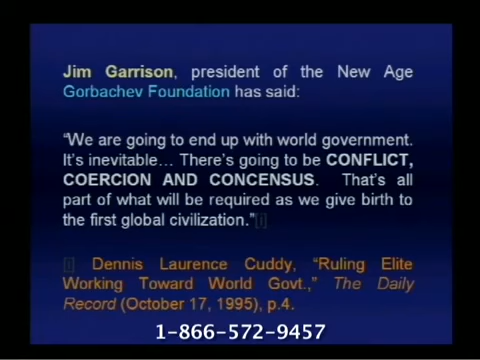 Jim Garrison, president of the New Age
Gorbachev Foundation has said:
“We are going to end up with world government.
It’s inevitable… There’s going to be CONFLICT,
COERCION AND CONCENSUS. That’s all
part of what will be required as we give birth to
the first global civilization.”[i]
[i] Dennis Laurence Cuddy, “Ruling Elite
Working Toward World Govt.,” The Daily
Record (October 17, 1995), p.4.
1-866-572-9457